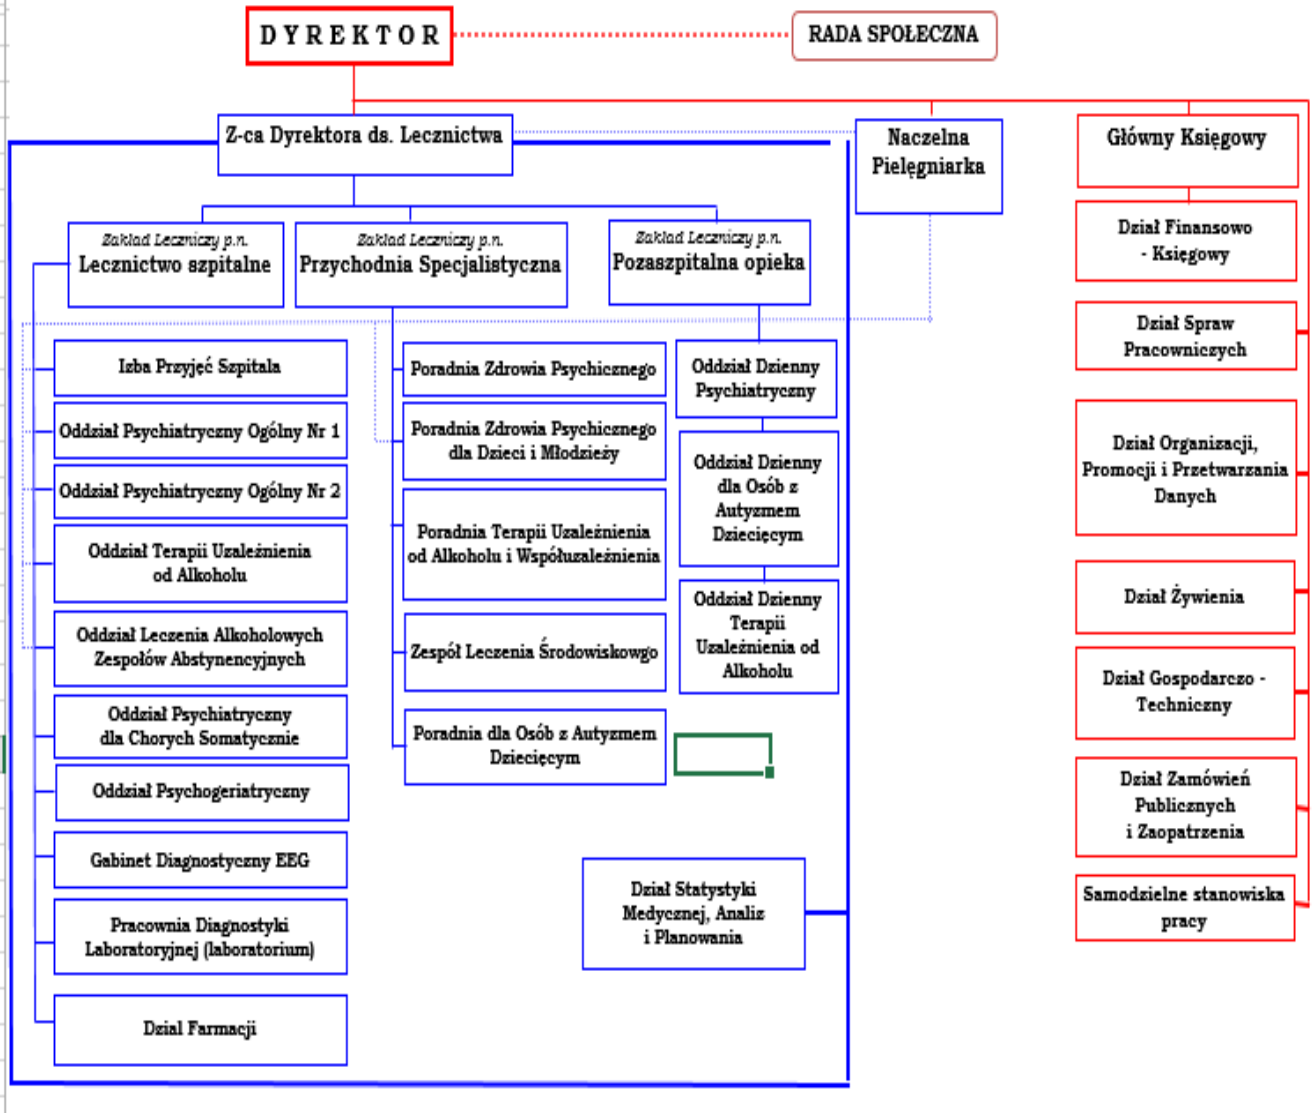 D Y R E K T O R
RADA SPOŁECZNA
Z-ca Dyrektora ds. Lecznictwa
Naczelna
Pielęgniarka
Główny Księgowy
Zakład Leczniczy p.n.
Lecznictwo szpitalne
Zakład Leczniczy p.n.
Przychodnia Specjalistyczna
Zakład Leczniczy p.n.
Pozaszpitalna opieka
Izba Przyjęć Szpitala
Oddział Psychiatryczny Ogólny Nr 1
Oddział Psychiatryczny Ogólny Nr 2
Oddział Terapii Uzależnienia
od Alkoholu
Oddział Leczenia Alkoholowych
Zespołów Abstynencyjnych
Oddział Psychiatryczny
dla Chorych Somatycznie
Oddział Psychogeriatryczny
Gabinet Diagnostyczny EEG
Pracownia Diagnostyki
Laboratoryjnej (laboratorium)
Dzial Farmacji
Poradnia Zdrowia Psychicznego
Poradnia Zdrowia Psychicznego
dla Dzieci i Młodzieży
Poradnia Terapii Uzależnienia
od Alkoholu i Współuzależnienia
Zespół Leczenia Środowiskowgo
Poradnia dla Osób z Autyzmem
Dziecięcym
Oddział Dzienny
Psychiatryczny
Oddział Dzienny
dla Osób z
Autyzmem
Dziecięcym
Oddział Dzienny
Terapii
Uzależnienia od
Alkoholu
Dział Statystyki
Medycznej, Analiz
i Planowania
Dział Finansowo
- Księgowy
Dział Spraw
Pracowniczych
Dział Organizacji,
Promocji i Przetwarzania
Danych
Dział Żywienia
Dział Gospodarczo -
Techniczny
Dział Zamówień
Publicznych
i Zaopatrzenia
Samodzielne stanowiska
pracy